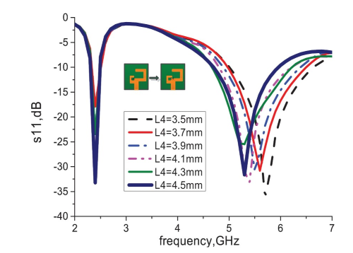 0
-5
-10
-15
-20
-25
-30
-35
-40
s11,dB
L4=3.5mm
L4=3.7mm
L4=3.9mm
L4=4.1mm
L4=4.3mm
L4=4.5mm
2 3 4 5 6 7
frequency,GHz